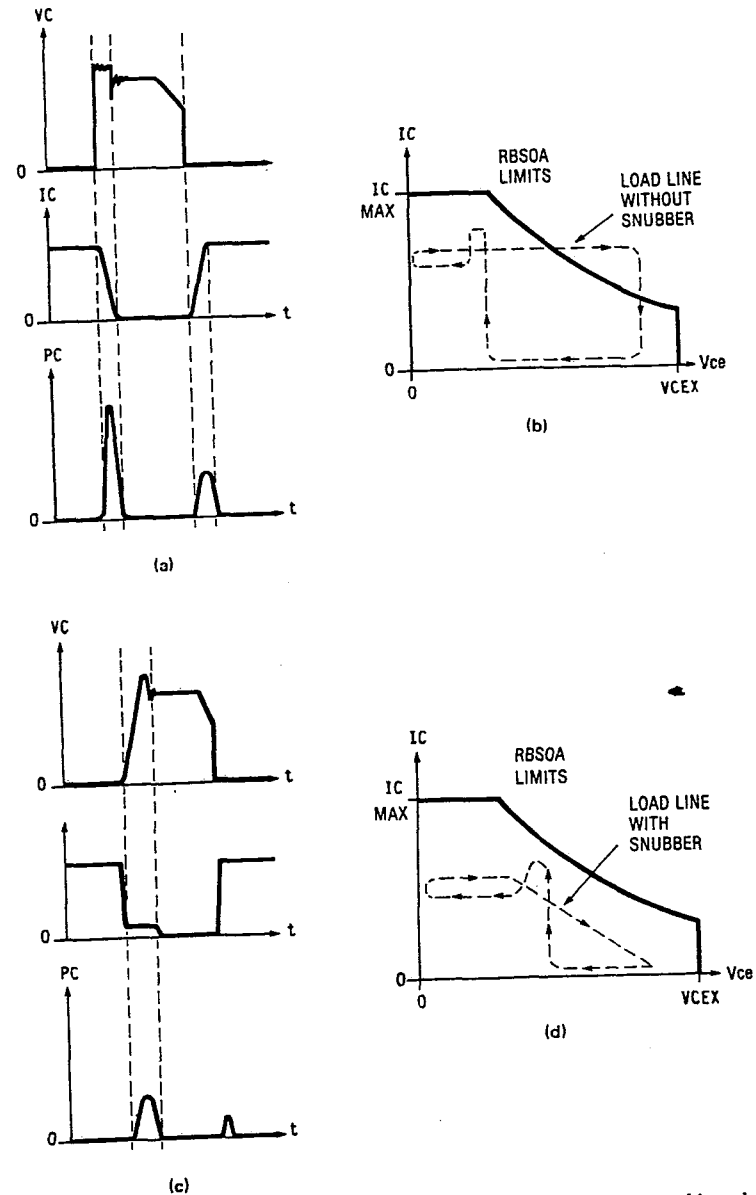 VC
0
IC
0
t
PC
0
t
(a)
IC
IC
MAX
RBSOA
LIMITS
LOAD LINE
WITHOUT
SNUBBER
0
0
Vce
VCEX
(b)
VC
0
t
0
t
PC
0
t
(c)
IC
IC
MAX
RBSOA
LIMITS
LOAD LINE
WITH
SNUBBER
0
0
Vce
VCEX
(d)